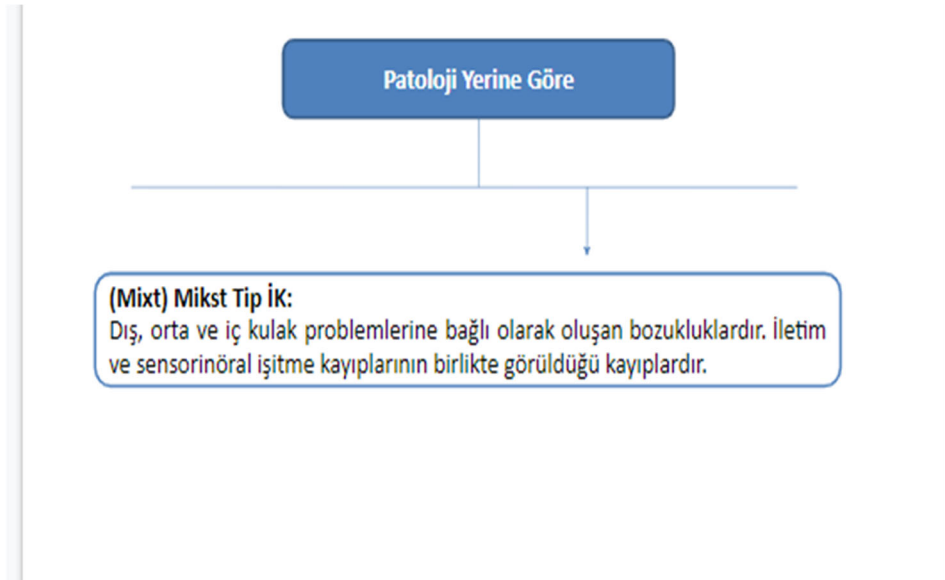 Patoloji Yerine Göre
(Mixt) Mikst Tip İK:
Dış, orta ve iç kulak problemlerine bağlı olarak oluşan bozukluklardır. İletim
ve sensorinöral işitme kayıplarının birlikte görüldüğü kayıplardır.